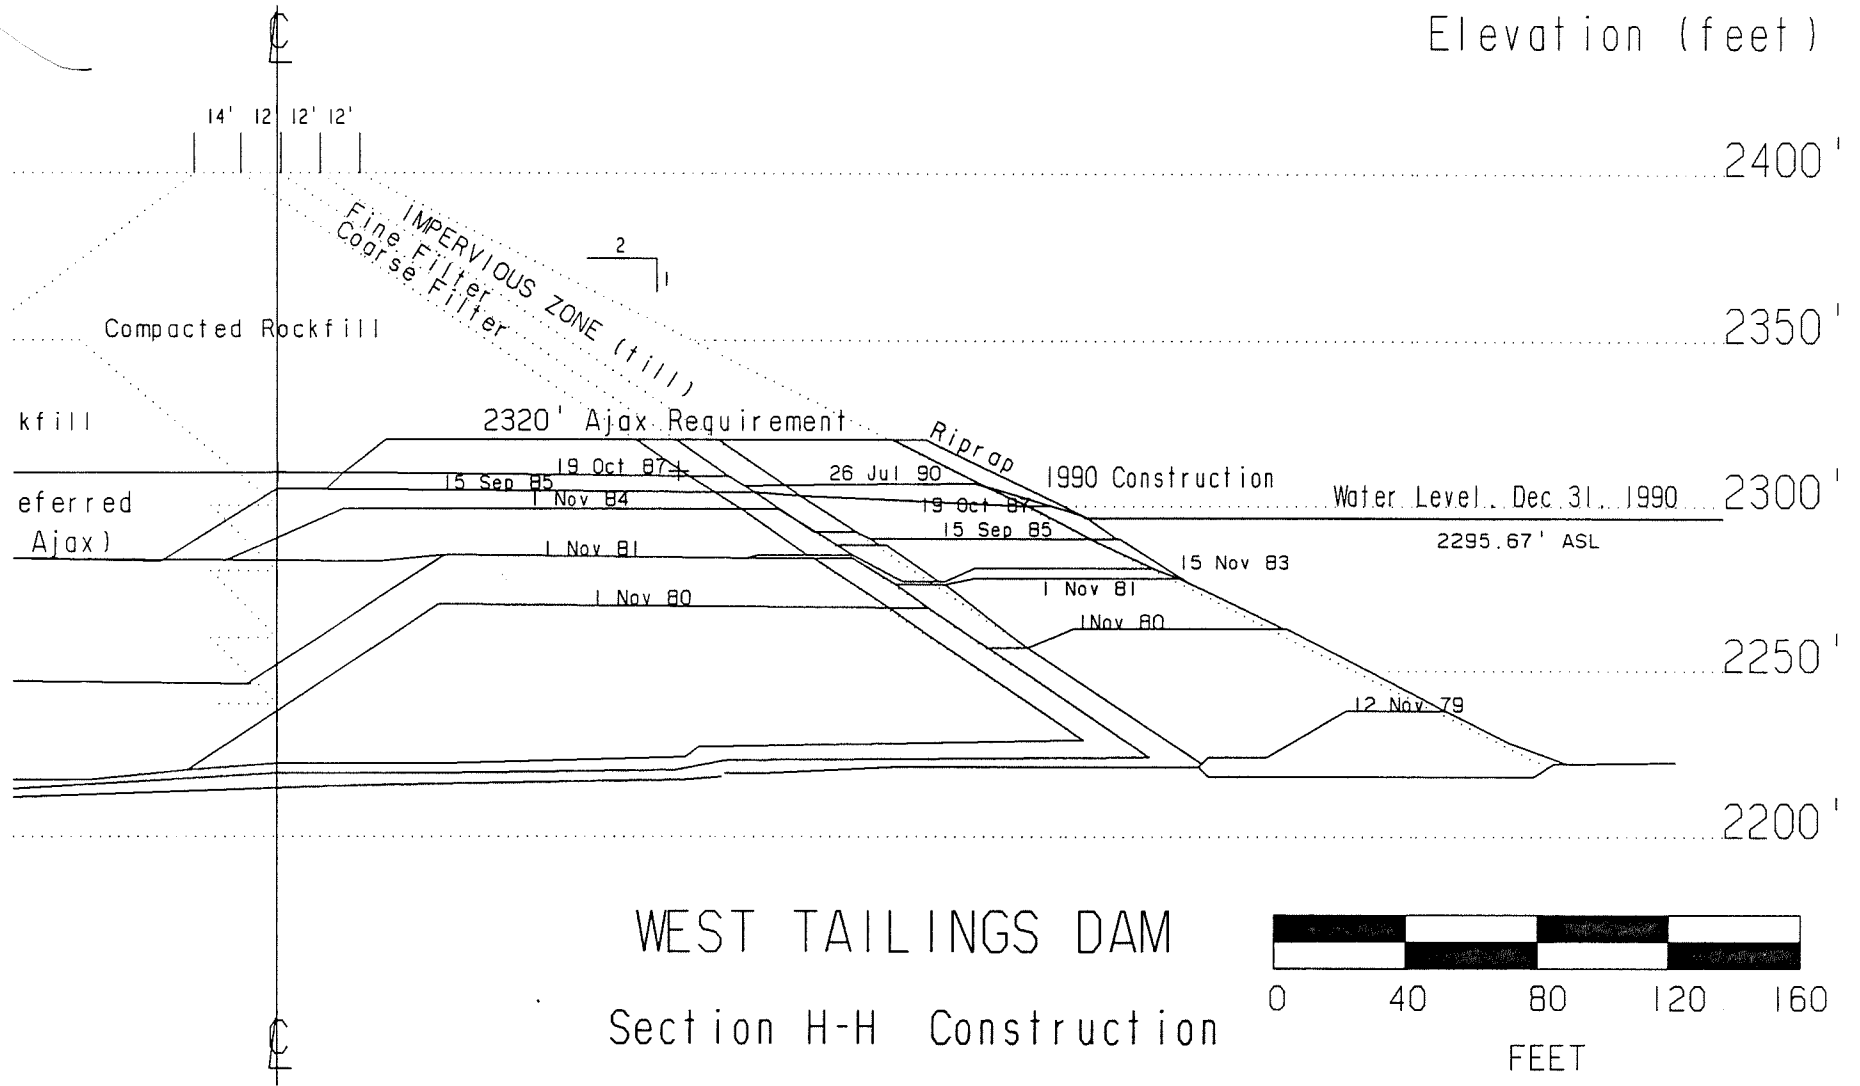 ℄
Elevation (feet)
14' 12 12' 12'
2400'
IMPERVIOUS ZONE (till)
Fine Filter
Coarse Filter
2
1
Compacted Rockfill
2350'
kfill
2320' Ajax Requirement
Riprap
19 Oct 87
26 Jul 90
1990 Construction
15 Sep 85
2300'
1 Nov 84
19 Oct 87
Water Level, Dec 31, 1990
eferred
Ajax)
15 Sep 85
2295.67' ASL
1 Nov 81
15 Nov 83
1 Nov 81
1 Nov 80
1Nov 80
2250'
12 Nov 79
2200'
WEST TAILINGS DAM
0 40 80 120 160
Section H-H Construction
FEET
℄